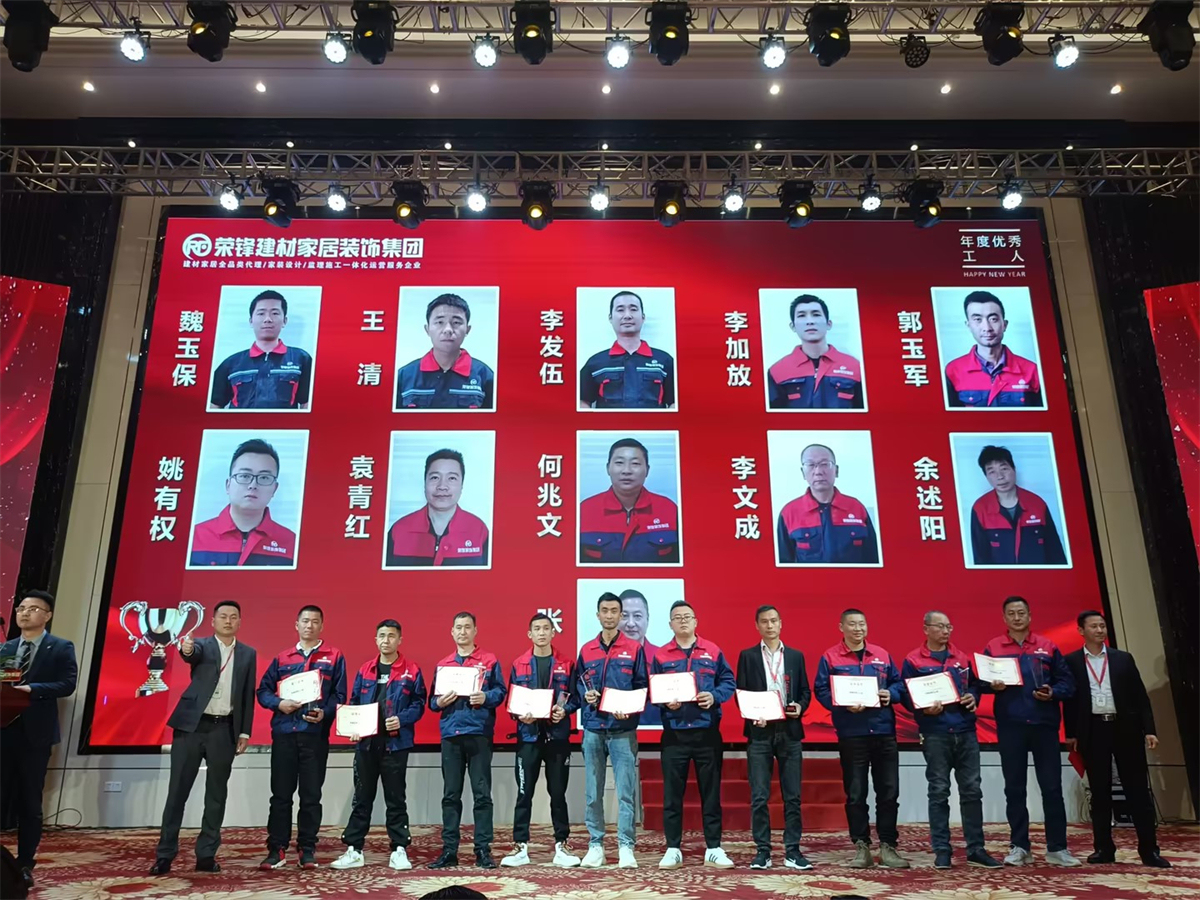 荣锋建材家居装饰集团
建材家居全品类代理/家装设计/监理施工一体化运营服务企业
年度优秀
工人
HAPPY NEW YEAR
魏玉保
王清
李发伍
李加放
郭玉军
姚有权
袁青红
何兆文
李文成
余述阳
张